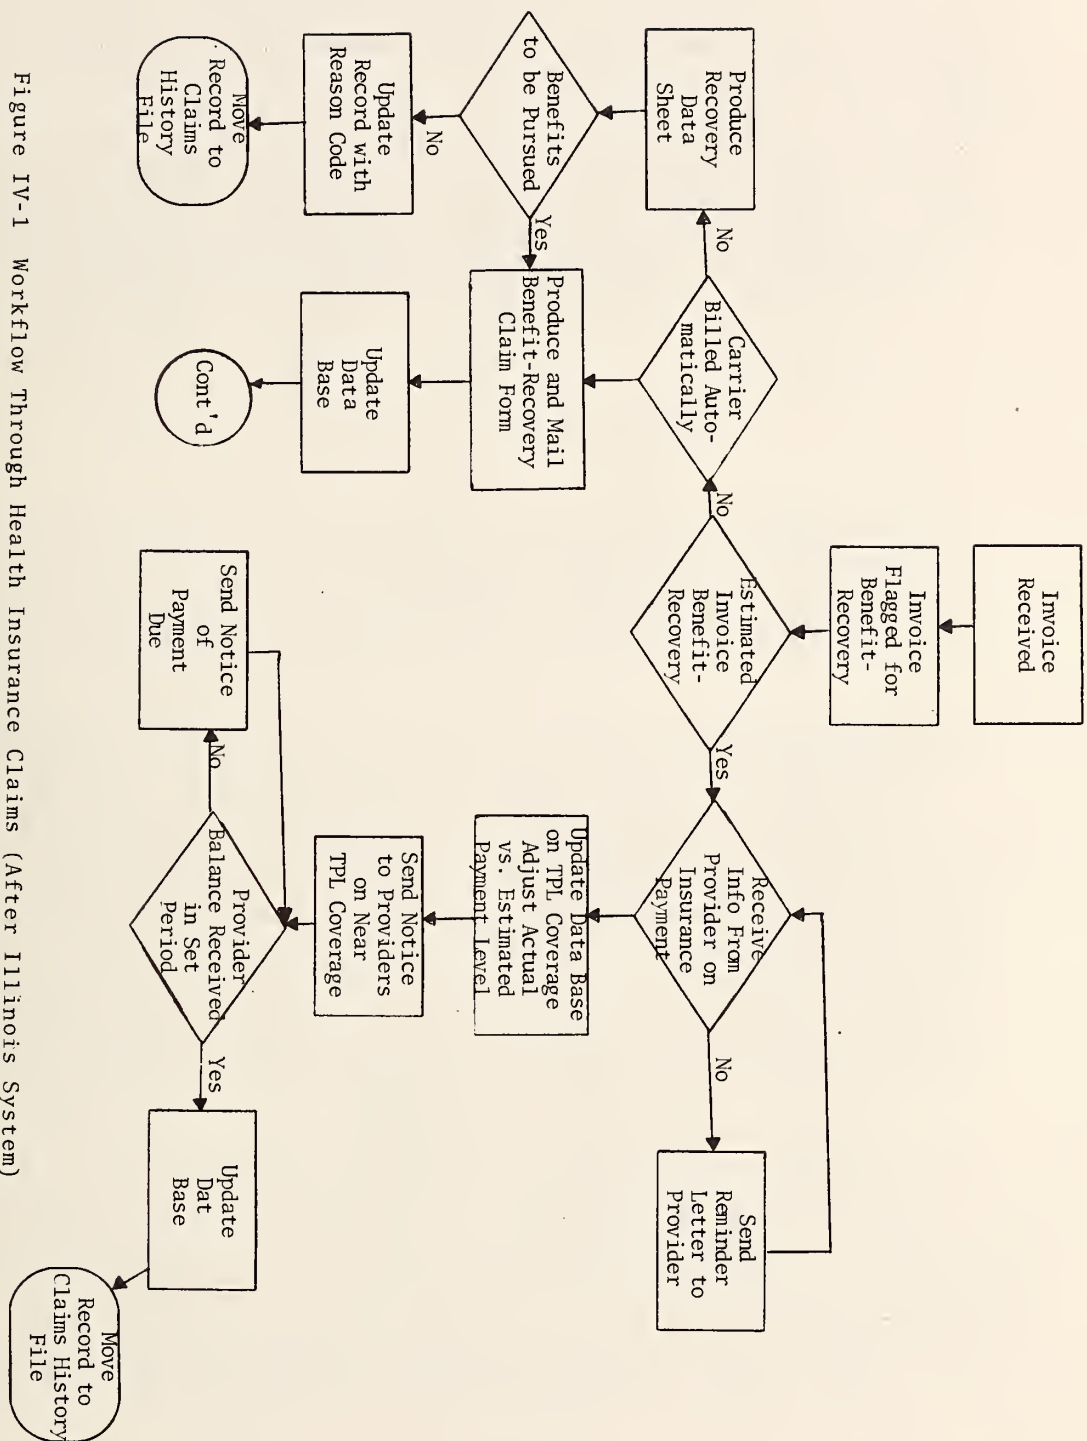 Invoice
Received
Invoice
Flagged for
Benefit-
Recovery
Estimated
Invoice
Benefit-
Recovery
No
Yes
Carrier
Billed Auto-
matically
No
Produce
Recovery
Data
Sheet
Benefits
to be Pursued
Yes
No
Update
Record with
Reason Code
Move
Record to
Claims
History
File
Produce and Mail
Benefit-Recovery
Claim Form
Update
Data
Base
Cont'd
Receive
Info From
Provider on
Insurance
Payment
No
Send
Reminder
Letter to
Provider
Update Data Base
on TPL Coverage
Adjust Actual
vs. Estimated
Payment Level
Send Notice
to Providers
on Near
TPL Coverage
Provider
Balance Received
in Set
Period
No
Yes
Send Notice
of
Payment
Due
Update
Dat
Base
Move
Record to
Claims History
File
Figure IV-1 Workflow Through Health Insurance Claims (After Illinois System)